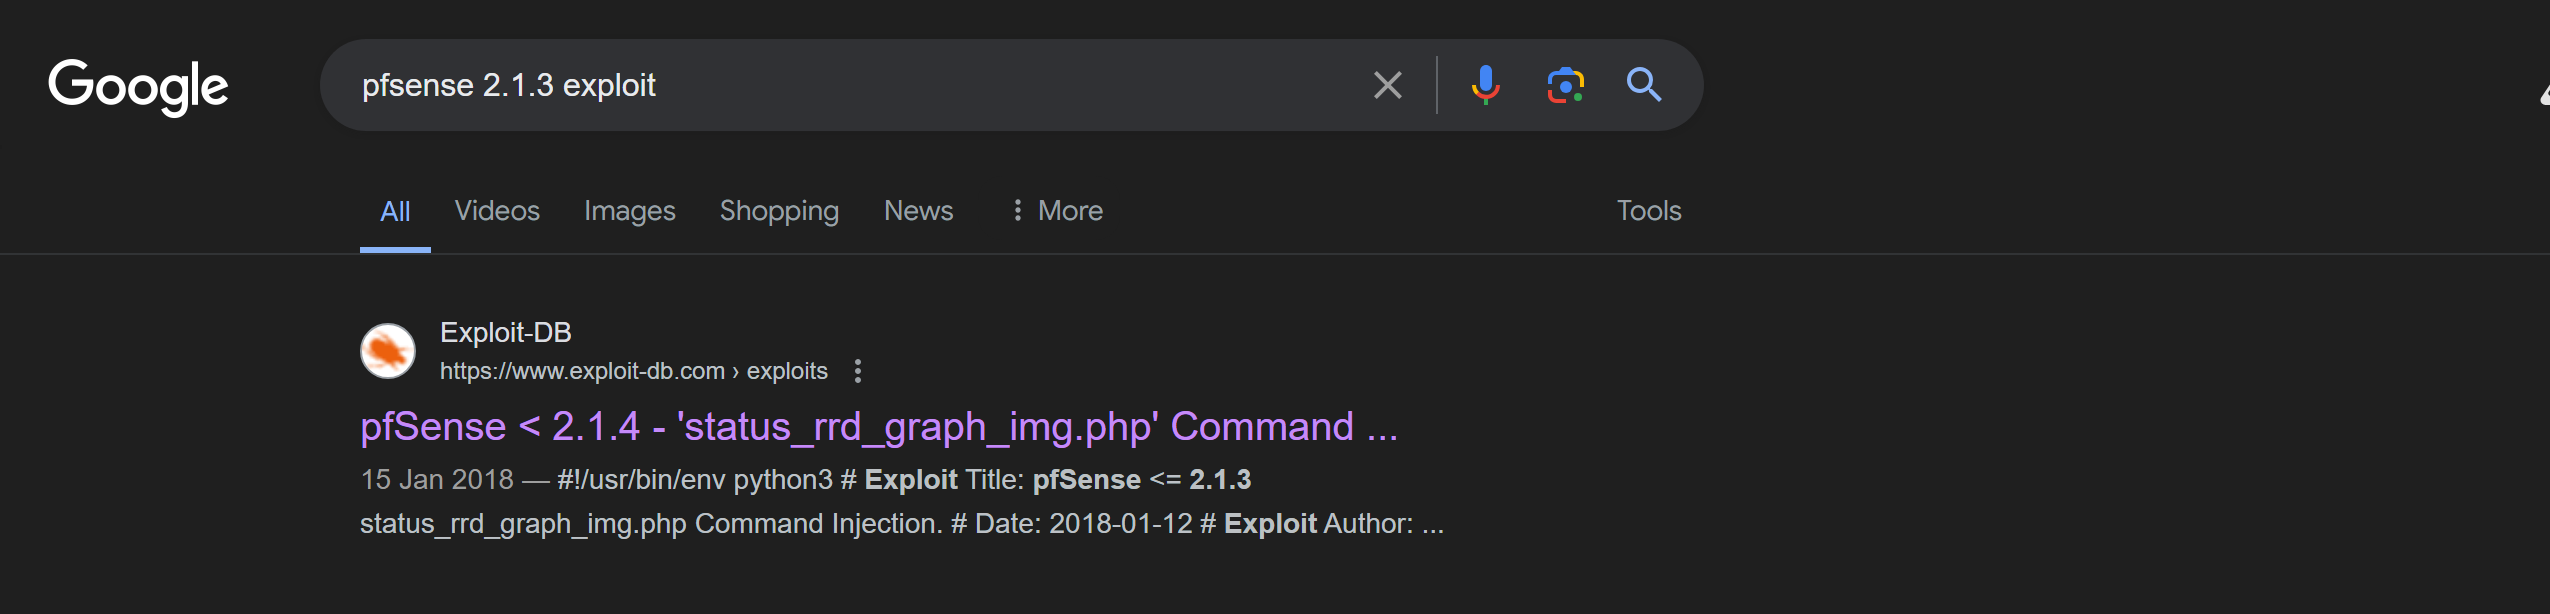 Google
pfsense 2.1.3 exploit
All Videos Images Shopping News More Tools
Exploit-DB
https://www.exploit-db.com › exploits
pfSense < 2.1.4 - 'status_rrd_graph_img.php' Command ...
15 Jan 2018 — #!/usr/bin/env python3 # Exploit Title: pfSense <= 2.1.3
status_rrd_graph_img.php Command Injection. # Date: 2018-01-12 # Exploit Author: ...